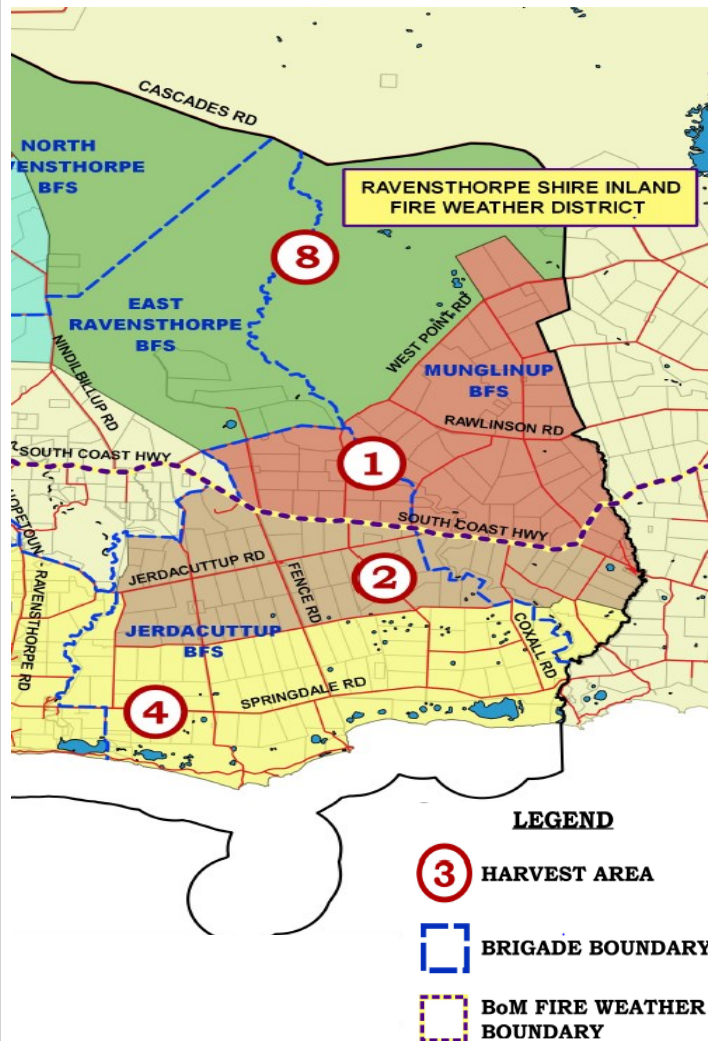 CASCADES RD
NORTH
VENSTHORPE
BFS
RAVENSTHORPE SHIRE INLAND
FIRE WEATHER DISTRICT
8
EAST
RAVENSTHORPE
BFS
WEST POINT RD
NINDILBILLUP RD
MUNGLINUP
BFS
RAWLINSON RD
SOUTH COAST HWY
1
SOUTH COAST HWY
HOPETOUN - RAVENSTHORPE RD
JERDACUTTUP RD
FENCE RD
2
JERDACUTTUP
BFS
COXALL RD
SPRINGDALE RD
4
LEGEND
3 HARVEST AREA
BRIGADE BOUNDARY
BoM FIRE WEATHER
BOUNDARY